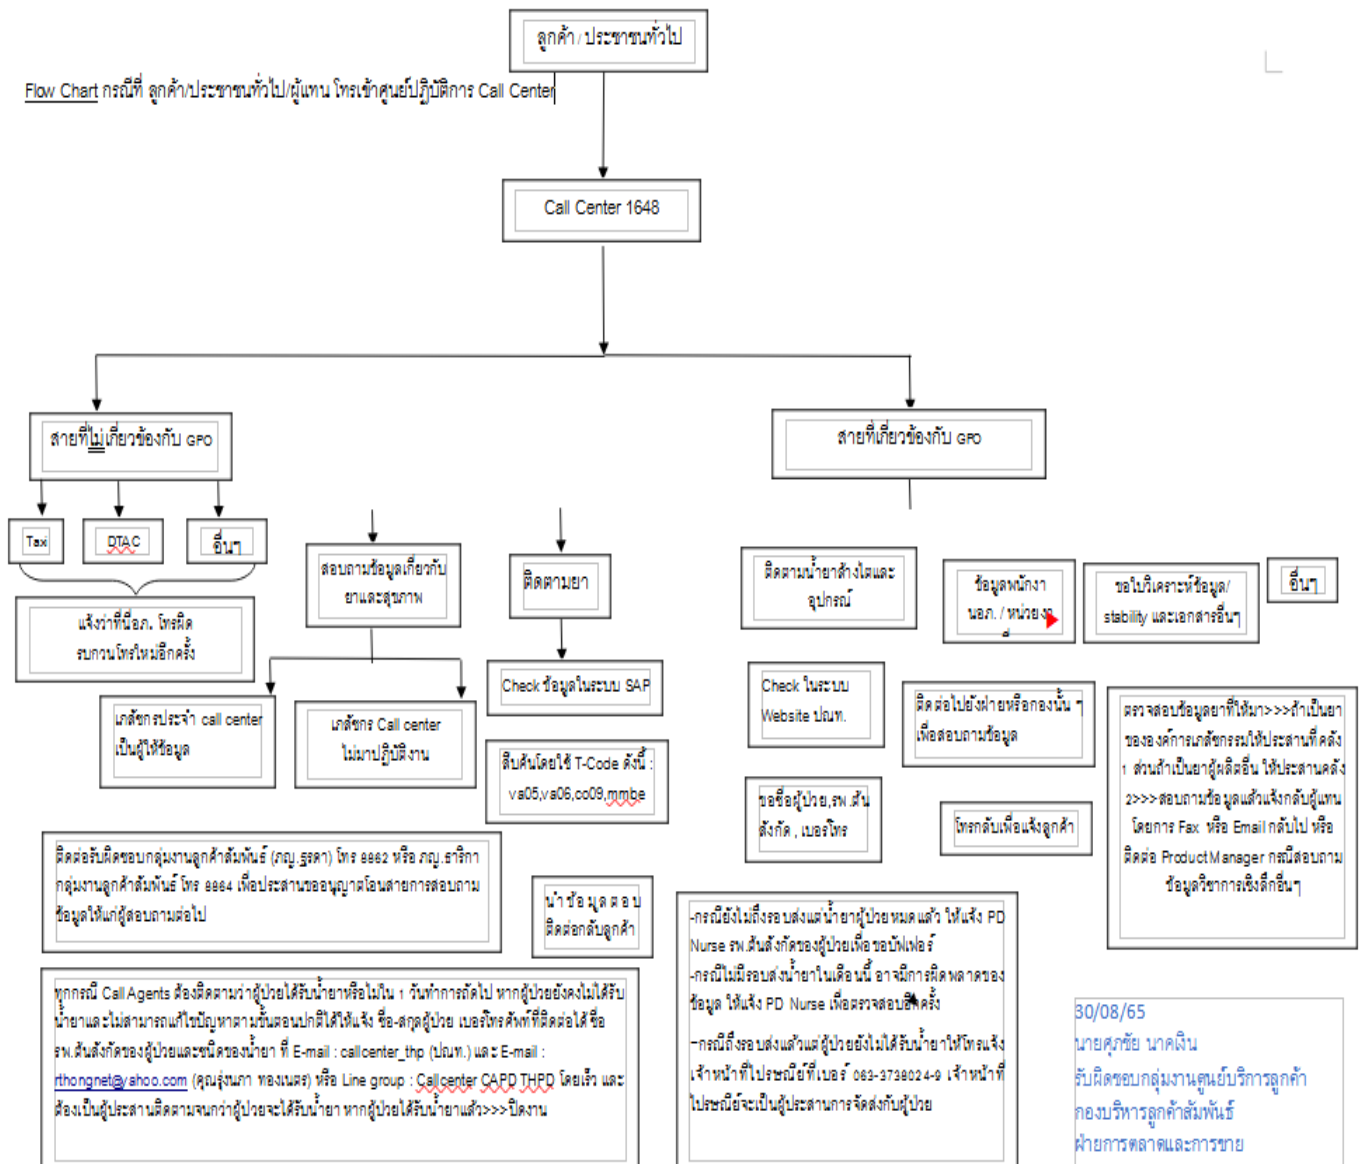 ลูกค้า / ประชาชนทั่วไป
Flow Chart กรณีที่ ลูกค้า/ประชาชนทั่วไป/ผู้แทน โทรเข้าศูนย์ปฏิบัติการ Call Center
Call Center 1648
สายที่ไม่เกี่ยวข้องกับ GPO
สายที่เกี่ยวข้องกับ GPO
Taxi
DTAC
อื่นๆ
แจ้งว่าที่นี่อภ. โทรผิด
รบกวนโทรใหม่อีกครั้ง
สอบถามข้อมูลเกี่ยวกับ
ยาและสุขภาพ
เภสัชกรประจำ call center
เป็นผู้ให้ข้อมูล
เภสัชกร Call center
ไม่มาปฏิบัติงาน
ติดต่อรับผิดชอบกลุ่มงานลูกค้าสัมพันธ์ (ภญ.ฐรดา) โทร 8862 หรือ ภญ.ธาริกา
กลุ่มงานลูกค้าสัมพันธ์ โทร 8864 เพื่อประสานขออนุญาตโอนสายการสอบถาม
ข้อมูลให้แก่ผู้สอบถามต่อไป
ติดตามยา
Check ข้อมูลในระบบ SAP
สืบค้นโดยใช้ T-Code ดังนี้ :
va05,va06,co09,mmbe
นำข้อมูลตอบ
ติดต่อกลับลูกค้า
ติดตามน้ำยาล้างไตและ
อุปกรณ์
Check ในระบบ
Website ปณท.
ขอชื่อผู้ป่วย,รพ.ต้น
สังกัด , เบอรโทร
-กรณียังไม่ถึงรอบส่งแต่น้ำยาผู้ป่วยหมดแล้ว ให้แจ้ง PD
Nurse รพ.ต้นสังกัดของผู้ป่วยเพื่อขอบัฟเฟอร์
-กรณีไม่มีรอบส่งน้ำยาในเดือนนี้ อาจมีการผิดพลาดของ
ข้อมูล ให้แจ้ง PD Nurse เพื่อตรวจสอบอีกครั้ง
-กรณีถึงรอบส่งแล้วแต่ผู้ป่วยยังไม่ได้รับน้ำยาให้โทรแจ้ง
เจ้าหน้าที่ไปรษณีย์ที่เบอร์ 063-3738024-9 เจ้าหน้าที่
ไปรษณีย์จะเป็นผู้ประสานการจัดส่งกับผู้ป่วย
ทุกกรณี Call Agents ต้องติดตามว่าผู้ป่วยได้รับน้ำยาหรือไม่ใน 1 วันทำการถัดไป หากผู้ป่วยยังคงไม่ได้รับ
น้ำยาและไม่สามารถแก้ไขปัญหาตามขั้นตอนปกติได้ให้แจ้ง ชื่อ-สกุลผู้ป่วย เบอร์โทรศัพท์ที่ติดต่อได้ ชื่อ
รพ.ต้นสังกัดของผู้ป่วยและชนิดของน้ำยา ที่ E-mail : callcenter_thp (ปณท.) และ E-mail :
rthongnet@yahoo.com (คุณรุ่งนภา ทองเนตร) หรือ Line group : Callcenter CAPD THPD โดยเร็ว และ
ต้องเป็นผู้ประสานติดตามจนกว่าผู้ป่วยจะได้รับน้ำยา หากผู้ป่วยได้รับน้ำยาแล้ว>>>ปิดงาน
ข้อมูลพนักงา
นอภ. / หน่วยงา
ติดต่อไปยังฝ่ายหรือกองนั้น ๆ
เพื่อสอบถามข้อมูล
โทรกลับเพื่อแจ้งลูกค้า
ขอใบวิเคราะห์ข้อมูล/
stability และเอกสารอื่นๆ
อื่นๆ
ตรวจสอบข้อมูลยาที่ให้มา>>>ถ้าเป็นยา
ขององค์การเภสัชกรรมให้ประสานที่คลัง
1 ส่วนถ้าเป็นยาผู้ผลิตอื่น ให้ประสานคลัง
2>>>สอบถามข้อมูลแล้วแจ้งกลับผู้แทน
โดยการ Fax หรือ Email กลับไป หรือ
ติดต่อ Product Manager กรณีสอบถาม
ข้อมูลวิชาการเชิงลึกอื่นๆ
30/08/65
นายศุภชัย นาคเงิน
รับผิดชอบกลุ่มงานศูนย์บริการลูกค้า
กองบริหารลูกค้าสัมพันธ์
ฝ่ายการตลาดและการขาย